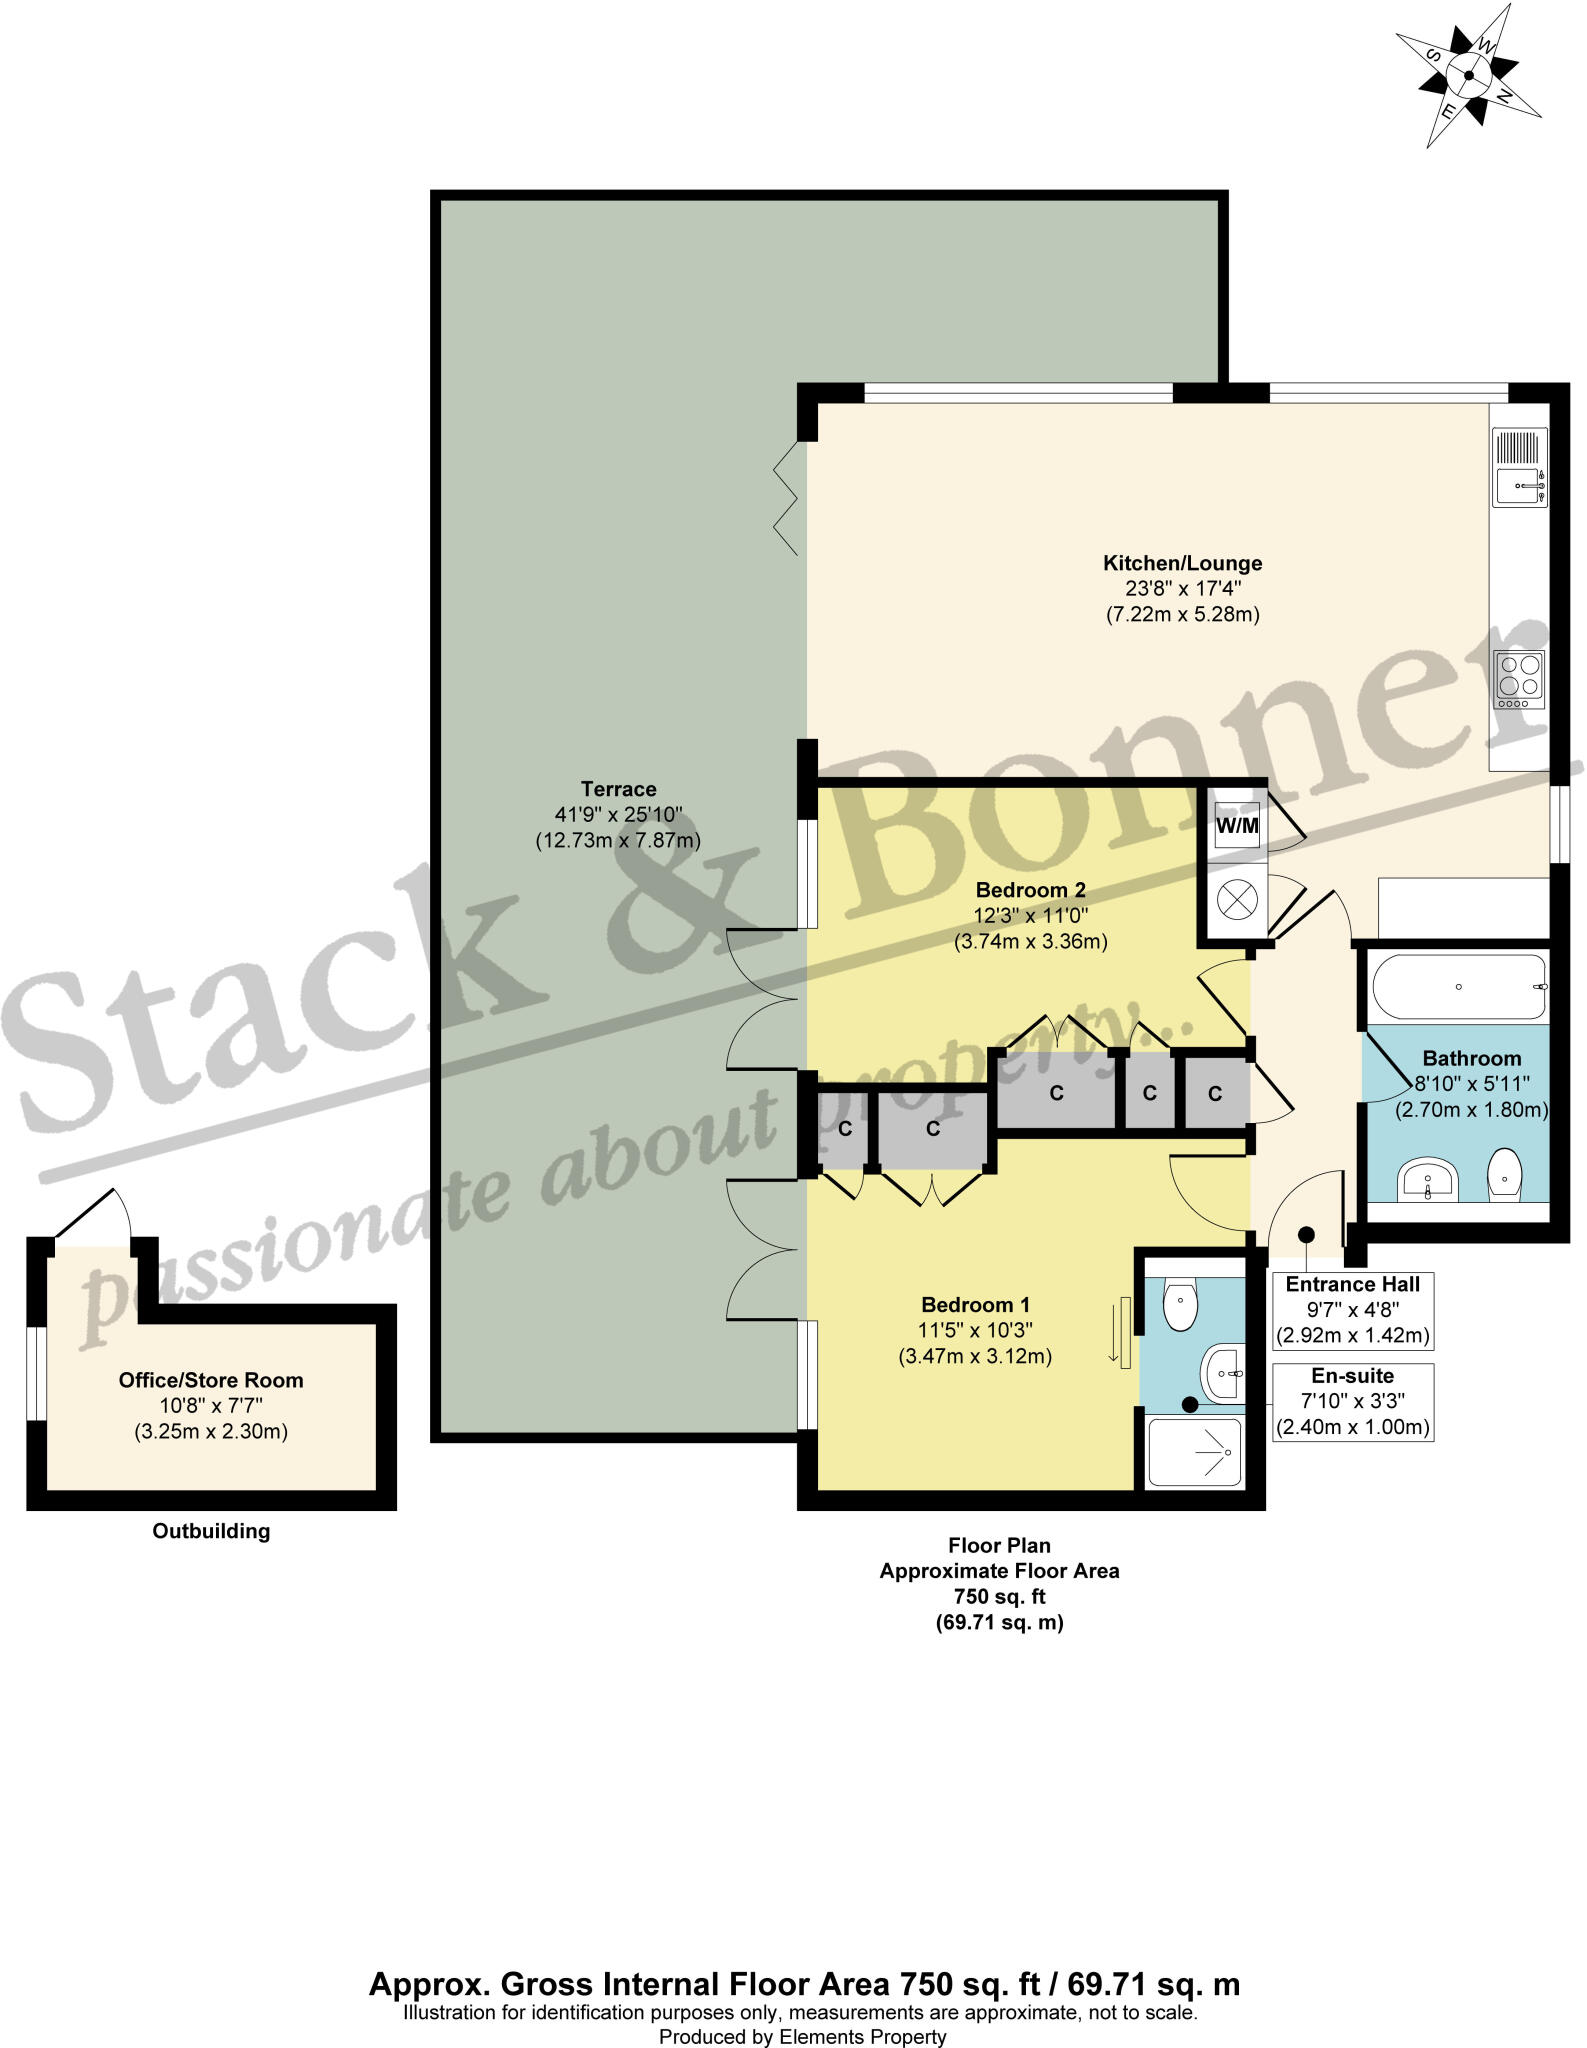 S
W
E
N
Kitchen/Lounge
23'8" x 17'4"
(7.22m x 5.28m)
Terrace
41'9" x 25'10"
(12.73m x 7.87m)
W/M
Bedroom 2
12'3" x 11'0"
(3.74m x 3.36m)
Stack & Bonner
passionate about property...
Bathroom
8'10" x 5'11"
(2.70m x 1.80m)
C
C
C
C
C
Entrance Hall
9'7" x 4'8"
(2.92m x 1.42m)
Bedroom 1
11'5" x 10'3"
(3.47m x 3.12m)
En-suite
7'10" x 3'3"
(2.40m x 1.00m)
Office/Store Room
10'8" x 7'7"
(3.25m x 2.30m)
Outbuilding
Floor Plan
Approximate Floor Area
750 sq. ft
(69.71 sq. m)
Approx. Gross Internal Floor Area 750 sq. ft / 69.71 sq. m
Illustration for identification purposes only, measurements are approximate, not to scale.
Produced by Elements Property